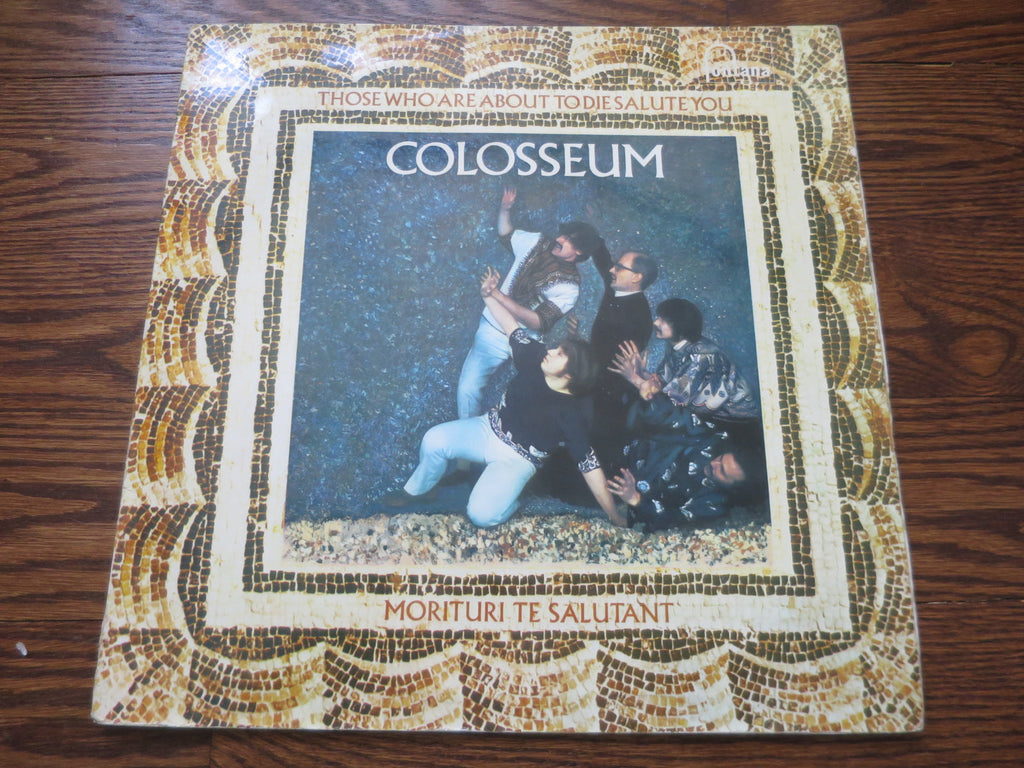 fontana
THOSE WHO ARE ABOUT TO DIE SALUTE YOU
COLOSSEUM
MORITURI TE SALUTANT